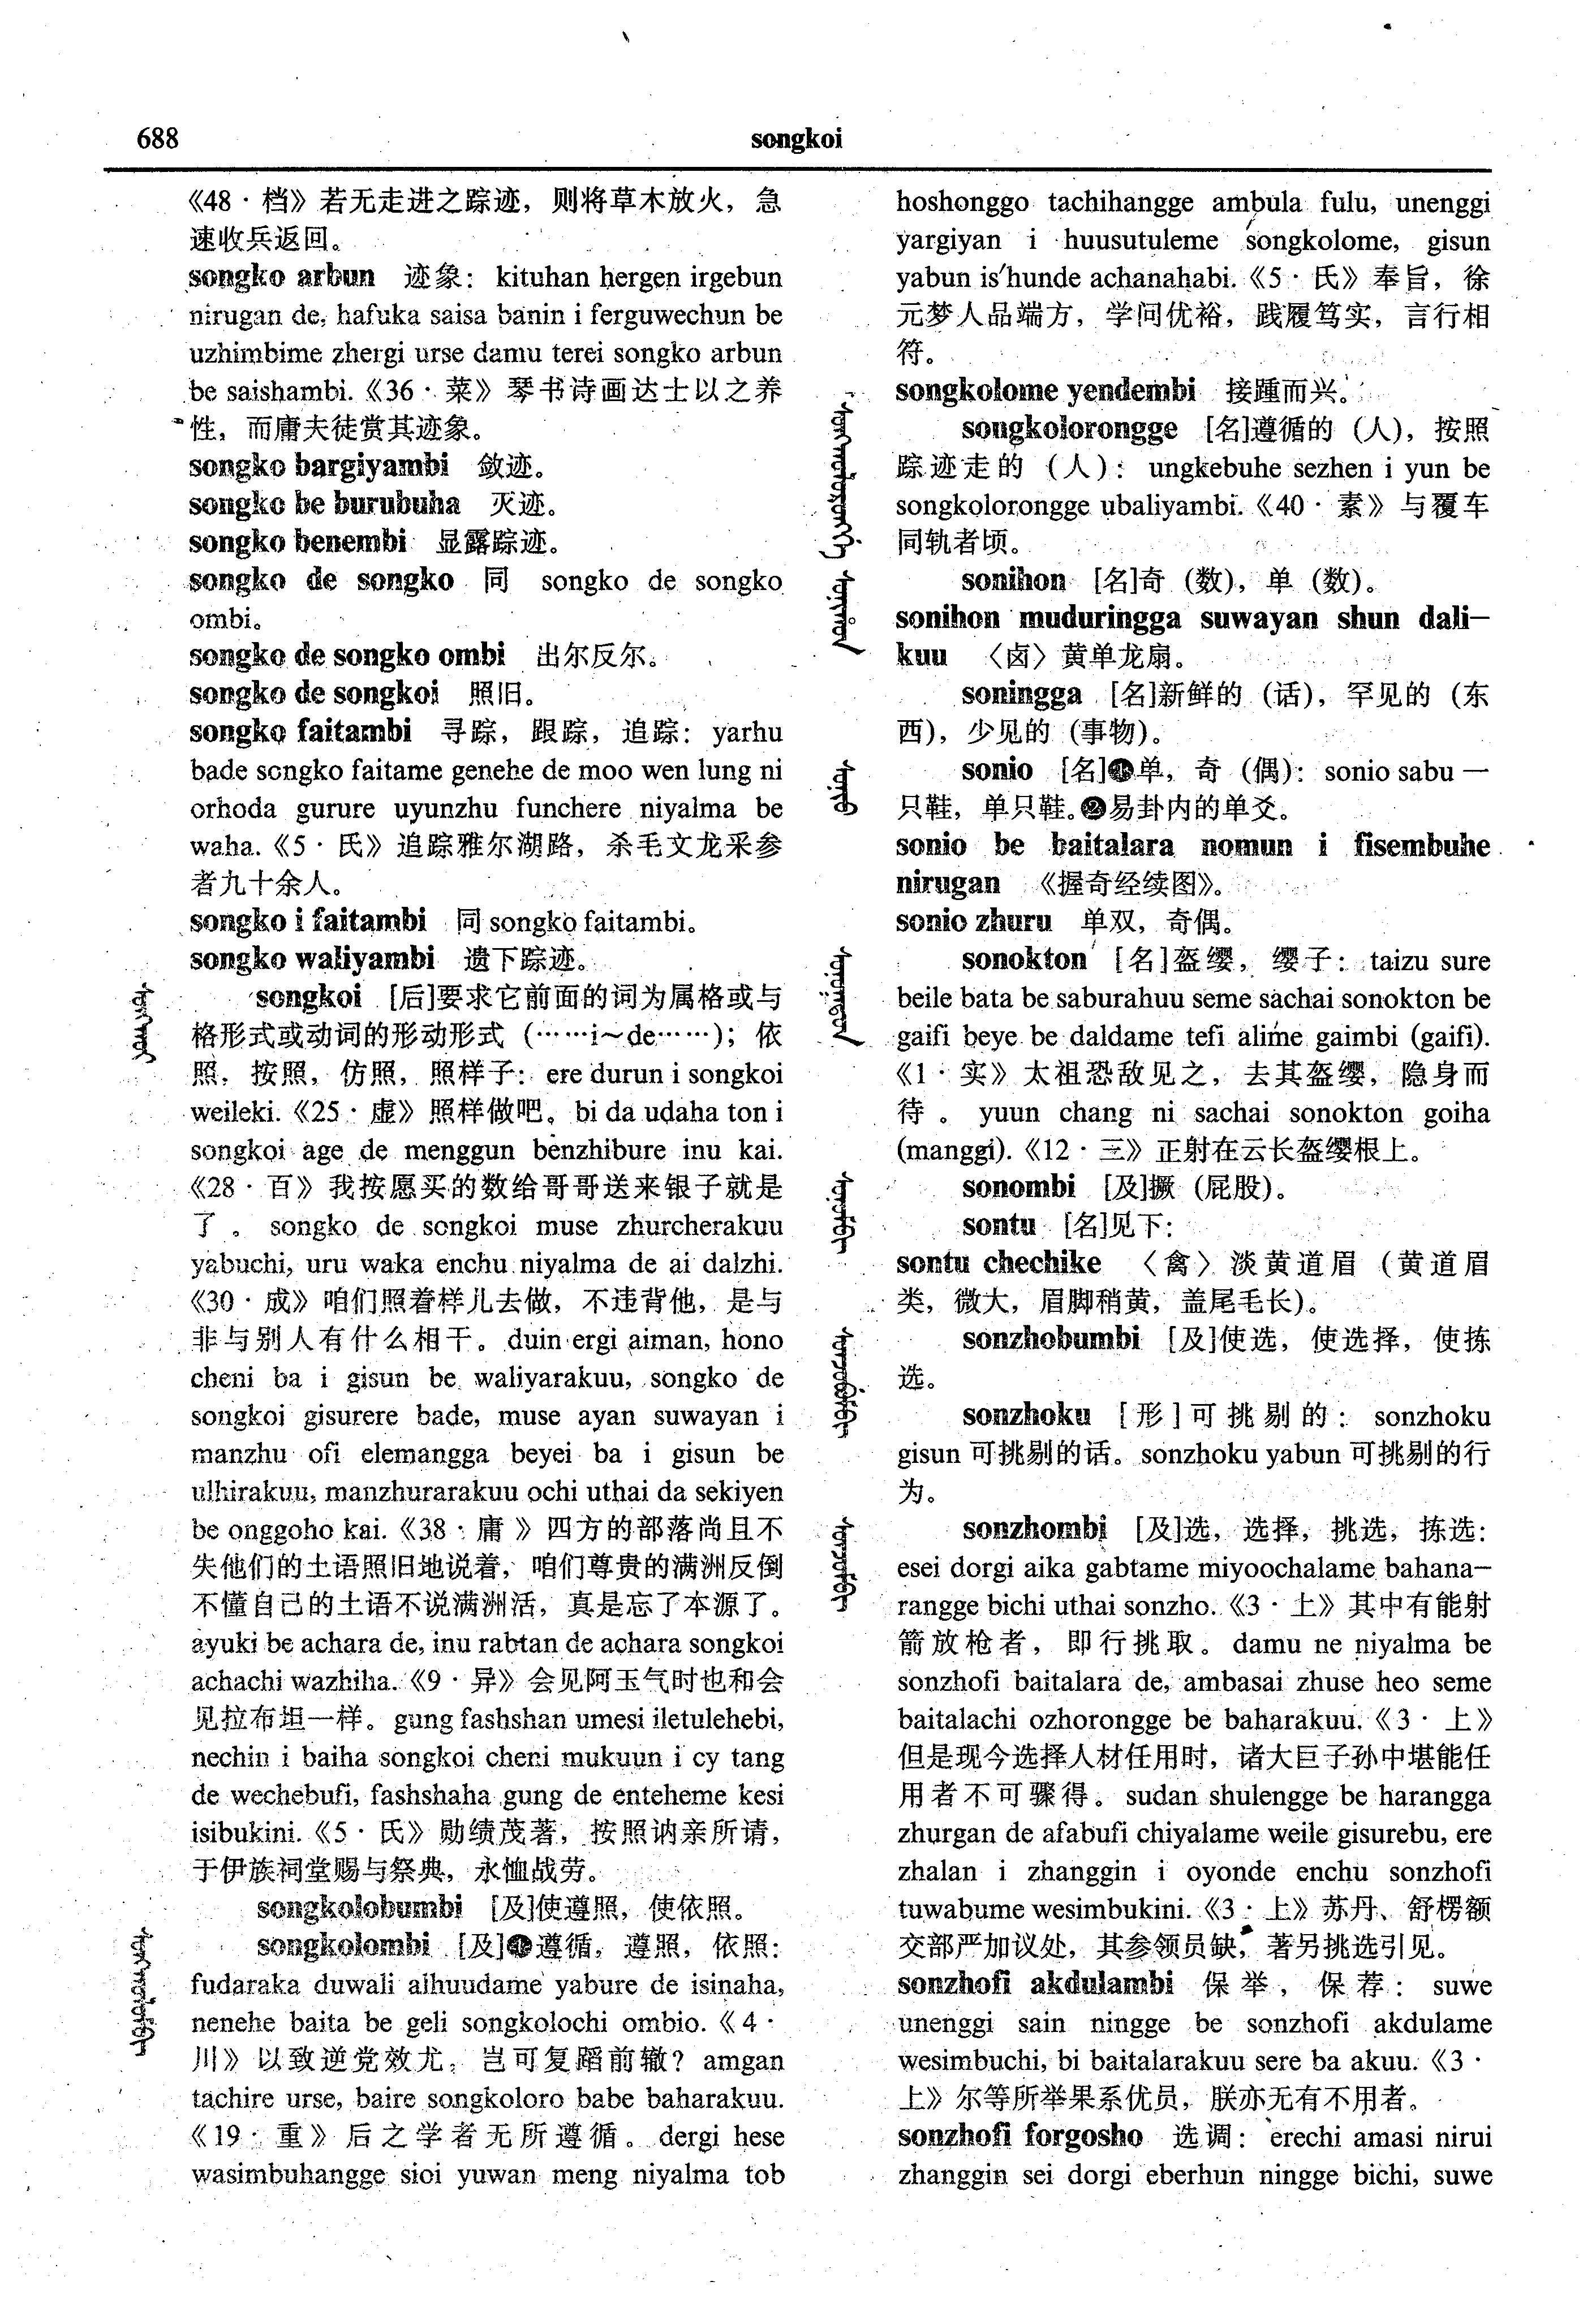 688
songkoi
《48·档》若无走进之踪迹，则将草木放火，急
速收兵返回。
songko arbun 迹象：kituhan hergen irgebun
nirugan de, hafuka saisa banin i ferguwechun be
uzhimbime zhergi urse damu terei songko arbun
be saishambi.《36·菜》琴书诗画达士以之养
性，而庸夫徒赏其迹象。
songko bargiyambi 敛迹。
songko be burubuha 灭迹。
songko benembi 显露踪迹。
songko de songko 同 songko de songko
ombi。
songko de songko ombi 出尔反尔。
songko de songkoi 照旧。
songko faitambi 寻踪，跟踪，追踪：yarhu
bade songko faitame genehe de moo wen lung ni
orhoda gurure uyunzhu funchere niyalma be
waha.《5·氏》追踪雅尔湖路，杀毛文龙采参
者九十余人。
songko i faitambi 同 songko faitambi。
songko waliyambi 遗下踪迹。
songkoi [后]要求它前面的词为属格或与
格形式或动词的形动形式 (……i～de……)；依
照，按照，仿照，照样子：ere durun i songkoi
weileki.《25·虚》照样做吧。bi da udaha ton i
songkoi age de menggun benzhibure inu kai.
《28·百》我按愿买的数给哥哥送来银子就是
了。songko de songkoi muse zhurcherakuu
yabuchi, uru waka enchu niyalma de ai dalzhi.
《30·成》咱们照着样儿去做，不违背他，是与
非与别人有什么相干。duin ergi aiman, hono
cheni ba i gisun be waliyarakuu, songko de
songkoi gisurere bade, muse ayan suwayan i
manzhu ofi elemangga beyei ba i gisun be
ulhirakuu, manzhurarakuu ochi uthai da sekiyen
be onggoho kai.《38·庸》四方的部落尚且不
失他们的土语照旧地说着，咱们尊贵的满洲反倒
不懂自己的土语不说满洲活，真是忘了本源了。
ayuki be achara de, inu rabtan de achara songkoi
achachi wazhiha.《9·异》会见阿玉气时也和会
见拉布坦一样。gung fashshan umesi iletulehebi,
nechin i baiha songkoi cheni mukuun i cy tang
de wechebufi, fashshaha gung de enteheme kesi
isibukini.《5·氏》勋绩茂著，按照讷亲所请，
于伊族祠堂赐与祭典，永恤战劳。
songkolobumbi [及]使遵照，使依照。
songkolombi [及]❶遵循，遵照，依照：
fudaraka duwali alhuudame yabure de isinaha,
nenehe baita be geli songkolochi ombio.《4·
川》以致逆党效尤，岂可复蹈前辙？amgan
tachire urse, baire songkoloro babe baharakuu.
《19·重》后之学者无所遵循。dergi hese
wasimbuhangge sioi yuwan meng niyalma tob
hoshonggo tachihangge ambula fulu, unenggi
yargiyan i huusutuleme songkolome, gisun
yabun is'hunde achanahabi.《5·氏》奉旨，徐
元梦人品端方，学问优裕，践履笃实，言行相
符。
songkolome yendembi 接踵而兴。
songkolorongge [名]遵循的 (人)，按照
踪迹走的 (人)：ungkebuhe sezhen i yun be
songkolorongge ubaliyambi.《40·素》与覆车
同轨者顷。
sonihon [名]奇 (数)，单 (数)。
sonihon muduringga suwayan shun dali—
kuu 〈卤〉黄单龙扇。
soningga [名]新鲜的 (话)，罕见的 (东
西)，少见的 (事物)。
sonio [名]❶单，奇 (偶)：sonio sabu 一
只鞋，单只鞋。❷易卦内的单爻。
sonio be baitalara nomun i fisembuhe
nirugan 《握奇经续图》。
sonio zhuru 单双，奇偶。
sonokton [名]盔缨，缨子：taizu sure
beile bata be saburahuu seme sachai sonokton be
gaifi beye be daldame tefi alime gaimbi (gaifi).
《1·实》太祖恐敌见之，去其盔缨，隐身而
待。yuun chang ni sachai sonokton goiha
(manggi).《12·三》正射在云长盔缨根上。
sonombi [及]撅 (屁股)。
sontu [名]见下：
sontu chechike 〈禽〉淡黄道眉 (黄道眉
类，微大，眉脚稍黄，盖尾毛长)。
sonzhobumbi [及]使选，使选择，使拣
选。
sonzhoku [形]可挑剔的：sonzhoku
gisun 可挑剔的话。sonzhoku yabun 可挑剔的行
为。
sonzhombi [及]选，选择，挑选，拣选：
esei dorgi aika gabtame miyoochalame bahana—
rangge bichi uthai sonzho.《3·上》其中有能射
箭放枪者，即行挑取。damu ne niyalma be
sonzhofi baitalara de, ambasai zhuse heo seme
baitalachi ozhorongge be baharakuu.《3·上》
但是现今选择人材任用时，诸大巨子孙中堪能任
用者不可骤得。sudan shulengge be harangga
zhurgan de afabufi chiyalame weile gisurebu, ere
zhalan i zhanggin i oyonde enchu sonzhofi
tuwabume wesimbukini.《3·上》苏丹、舒楞额
交部严加议处，其参领员缺，著另挑选引见。
sonzhofi akdulambi 保举，保荐：suwe
unenggi sain ningge be sonzhofi akdulame
wesimbuchi, bi baitalarakuu sere ba akuu.《3·
上》尔等所举果系优员，朕亦无有不用者。
sonzhofi forgosho 选调：erechi amasi nirui
zhanggin sei dorgi eberhun ningge bichi, suwe